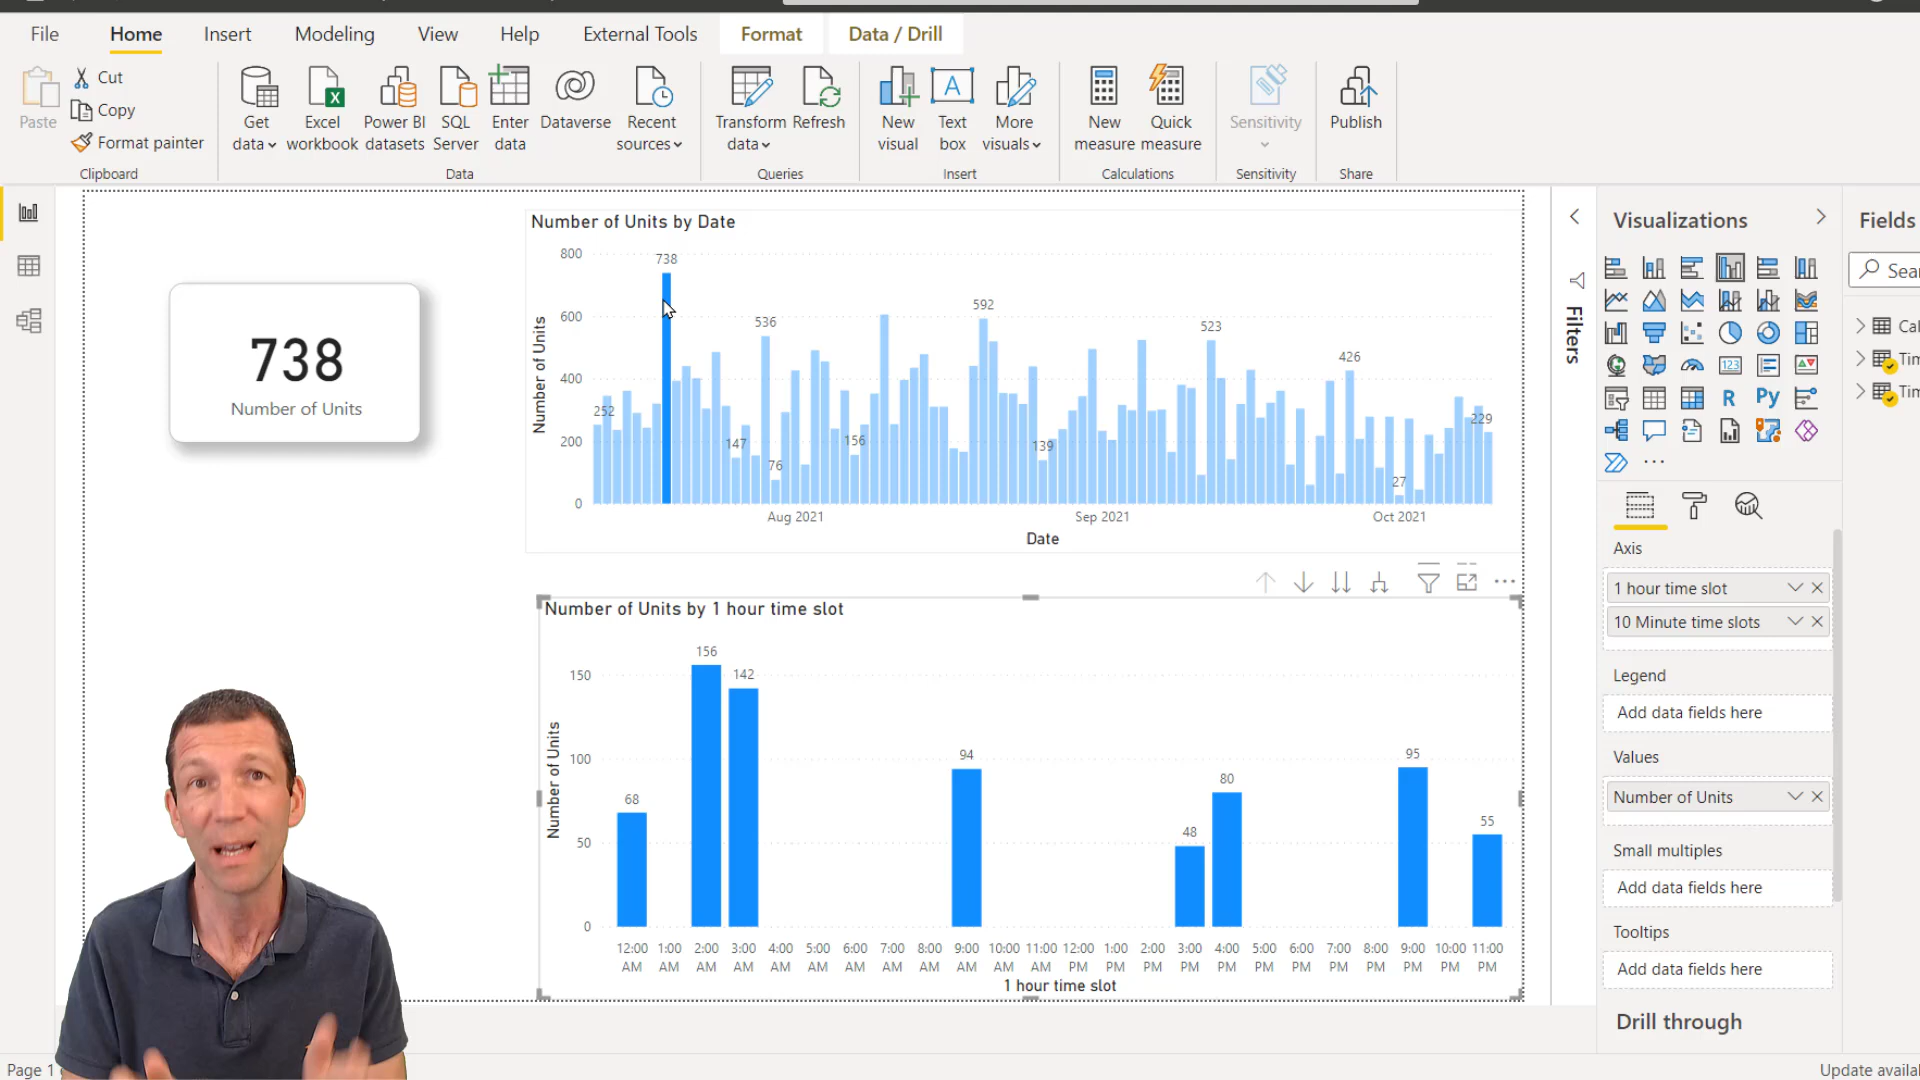 File Home Insert Modeling View Help External Tools Format Data / Drill
Paste
Cut
Copy
Format painter
Clipboard
Get data
Excel workbook
Power BI datasets
SQL Server
Enter data
Dataverse
Recent sources
Data
Transform data
Refresh
Queries
New visual
Text box
More visuals
Insert
New measure
Quick measure
Calculations
Sensitivity
Sensitivity
Publish
Share
738
Number of Units
Number of Units by Date
Number of Units
800
600
400
200
0
252
738
147
536
76
156
592
139
523
426
27
229
Aug 2021 Sep 2021 Oct 2021
Date
Number of Units by 1 hour time slot
Number of Units
150
100
50
0
68
156
142
94
48
80
95
55
12:00 AM 1:00 AM 2:00 AM 3:00 AM 4:00 AM 5:00 AM 6:00 AM 7:00 AM 8:00 AM 9:00 AM 10:00 AM 11:00 AM 12:00 PM 1:00 PM 2:00 PM 3:00 PM 4:00 PM 5:00 PM 6:00 PM 7:00 PM 8:00 PM 9:00 PM 10:00 PM 11:00 PM
1 hour time slot
Filters
Visualizations
123
R
Py
Axis
1 hour time slot
10 Minute time slots
Legend
Add data fields here
Values
Number of Units
Small multiples
Add data fields here
Tooltips
Add data fields here
Drill through
Fields
Sea
Cal
Tim
Tim
Page 1
Update availa